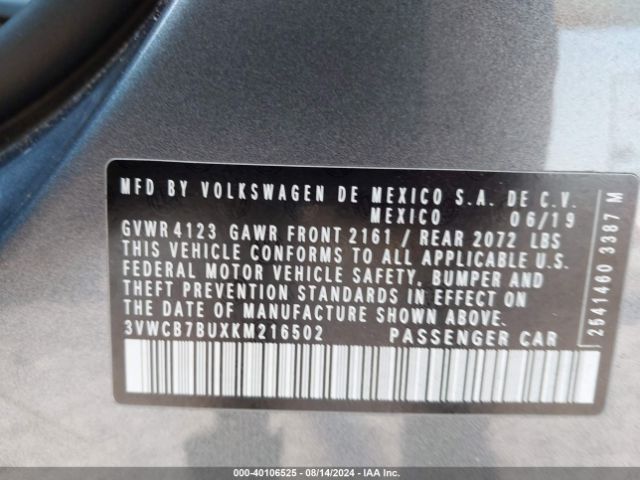 MFD BY VOLKSWAGEN DE MEXICO S.A. DE C.V.
MEXICO 06/19
GVWR 4123 GAWR FRONT 2161 / REAR 2072 LBS
THIS VEHICLE CONFORMS TO ALL APPLICABLE U.S.
FEDERAL MOTOR VEHICLE SAFETY, BUMPER AND
THEFT PREVENTION STANDARDS IN EFFECT ON
THE DATE OF MANUFACTURE SHOWN ABOVE.
3VWCB7BUXKM216502 PASSENGER CAR
2541460 3387 M
000-40106525 - 08/14/2024 - IAA Inc.